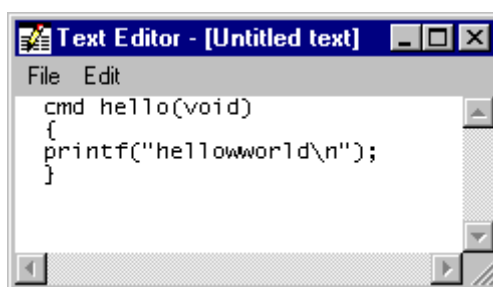 Text Editor - [Untitled text]
File Edit
cmd hello(void)
{
printf("hellowworld\n");
}